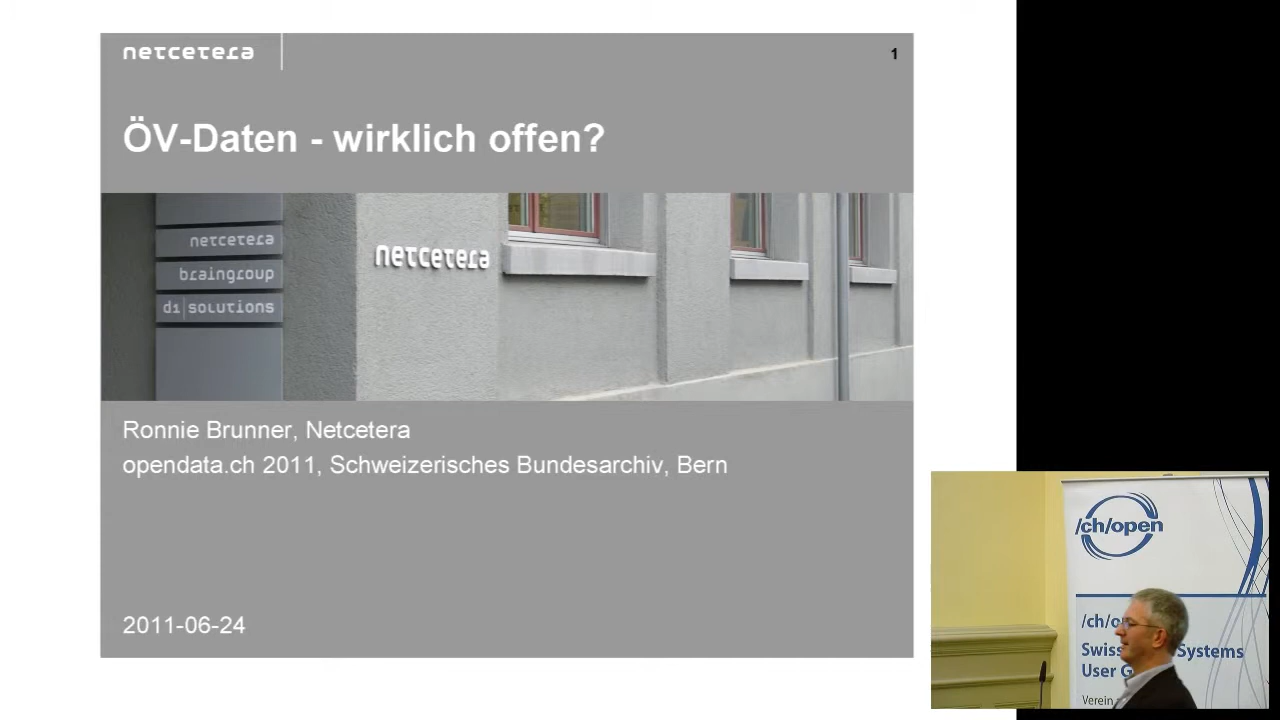 netcetera
1
ÖV-Daten - wirklich offen?
netcetera
braingroup
di|solutions
netcetera
Ronnie Brunner, Netcetera
opendata.ch 2011, Schweizerisches Bundesarchiv, Bern
2011-06-24
/ch/open
/ch/o
Swiss Systems
User G
Verein